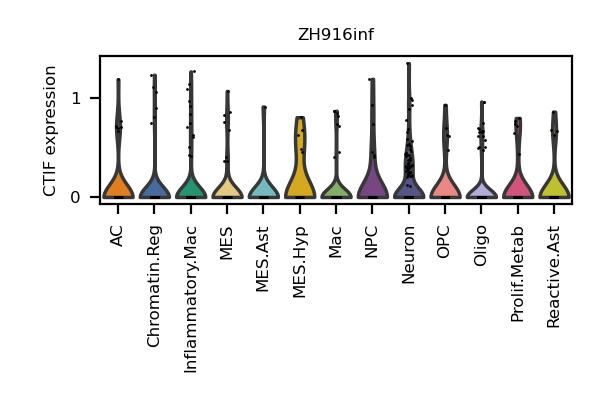 ZH916inf
CTIF expression
1
0
AC
Chromatin.Reg
Inflammatory.Mac
MES
MES.Ast
MES.Hyp
Mac
NPC
Neuron
OPC
Oligo
Prolif.Metab
Reactive.Ast